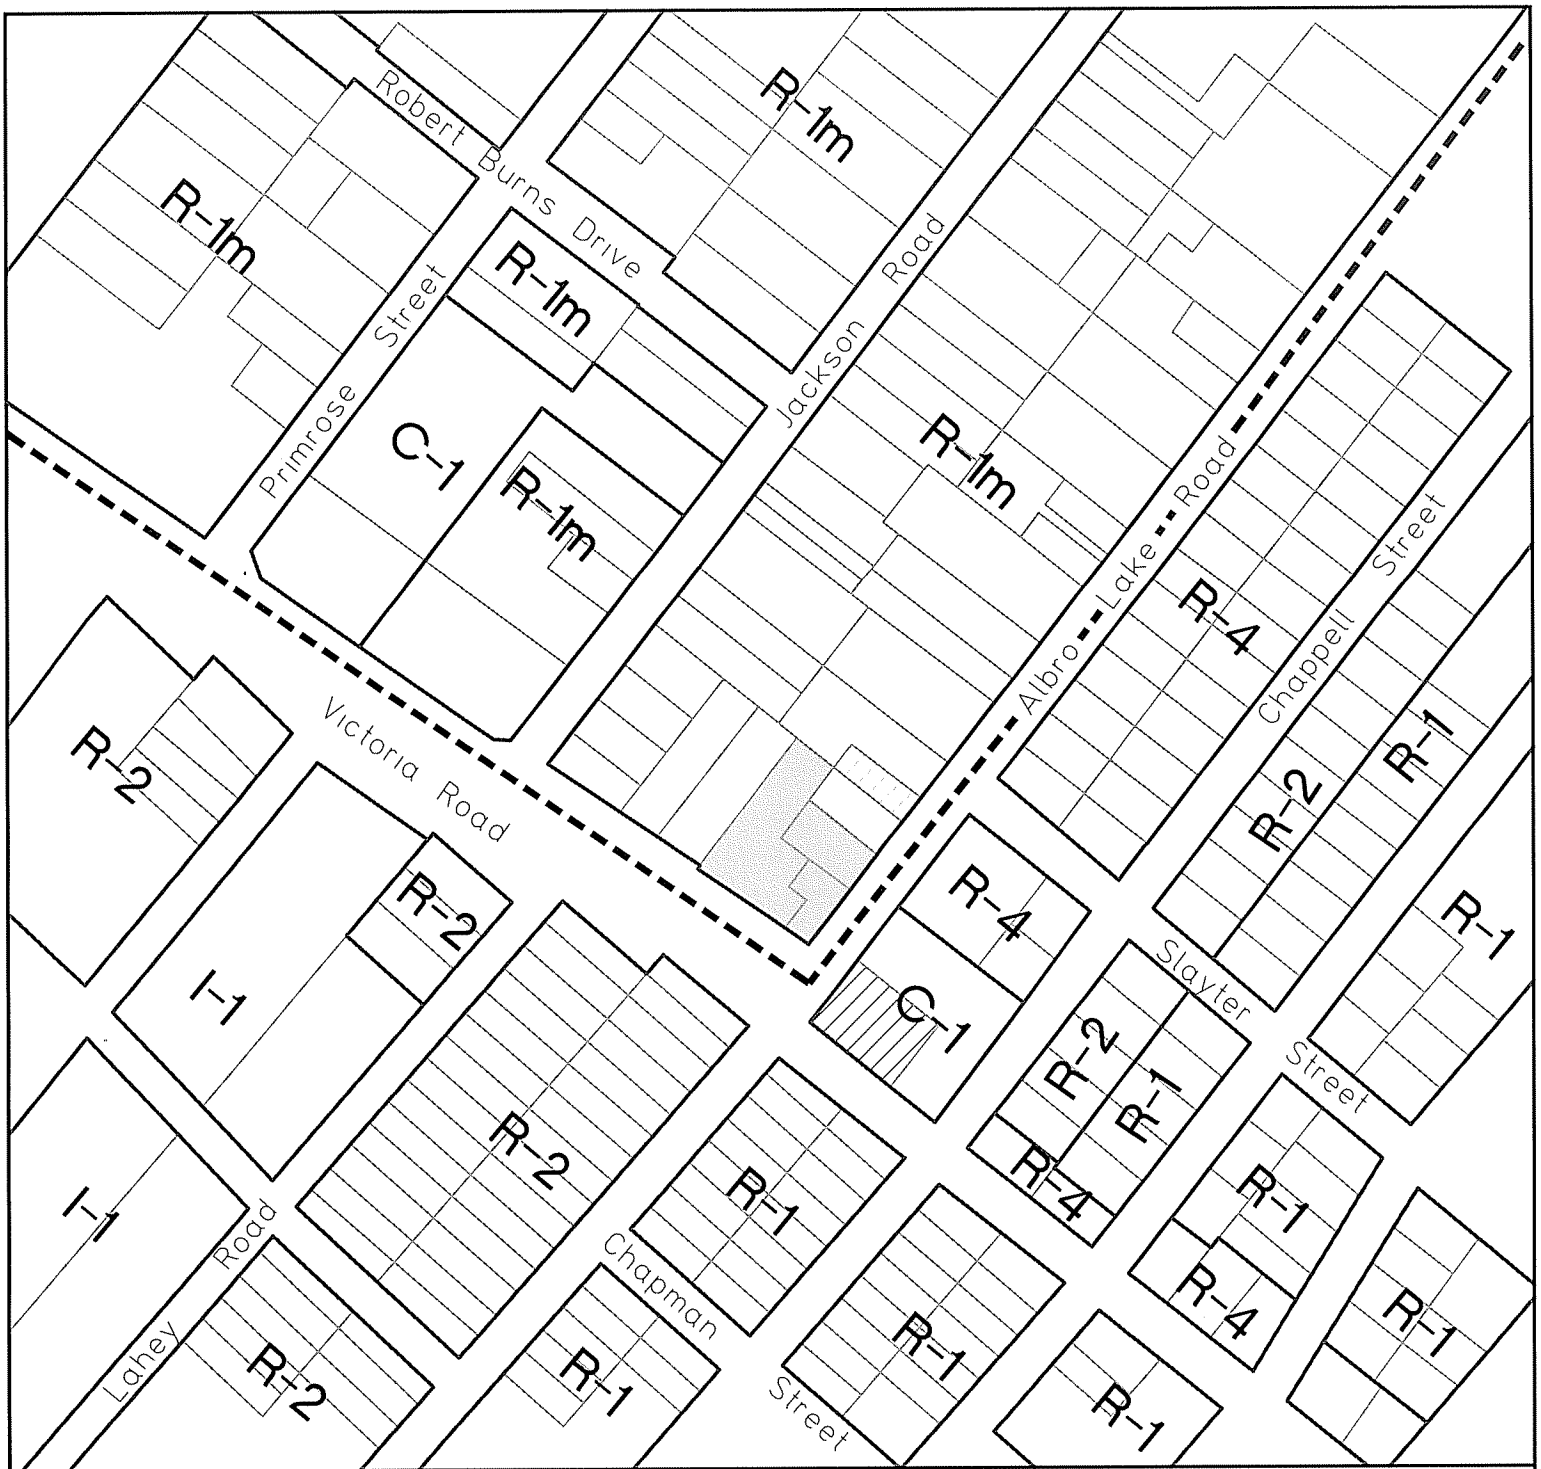 R-1m
Robert Burns Drive
R-1m
R-1m
Primrose Street
Jackson Road
C-1
R-1m
R-1m
Albro Lake Road
R-4
Chappell Street
R-2
R-1
R-2
Victoria Road
R-2
I-1
R-4
C-1
R-1
Slayter Street
R-2
R-1
R-4
R-2
R-1
R-1
R-4
I-1
Lahey Road
R-2
Chapman Street
R-1
R-1
R-1
R-1